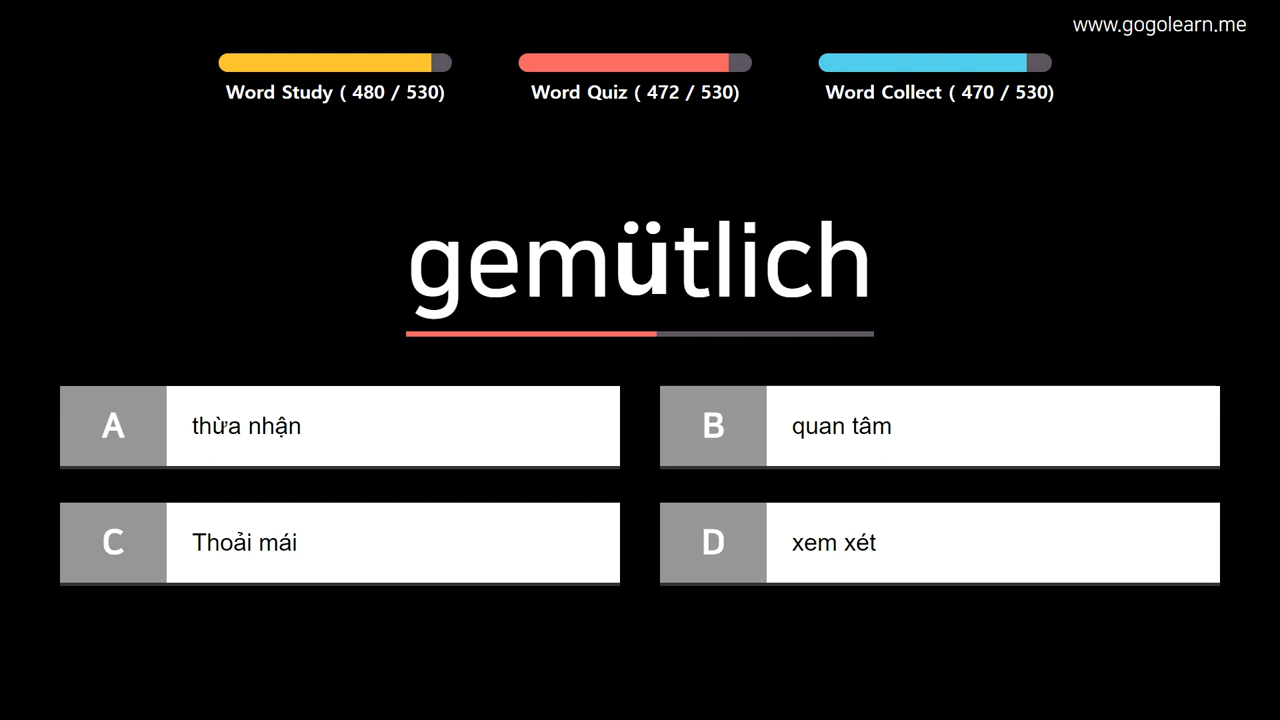 www.gogolearn.me
Word Study ( 480 / 530)
Word Quiz ( 472 / 530)
Word Collect ( 470 / 530)
gemütlich
A thừa nhận
B quan tâm
C Thoải mái
D xem xét